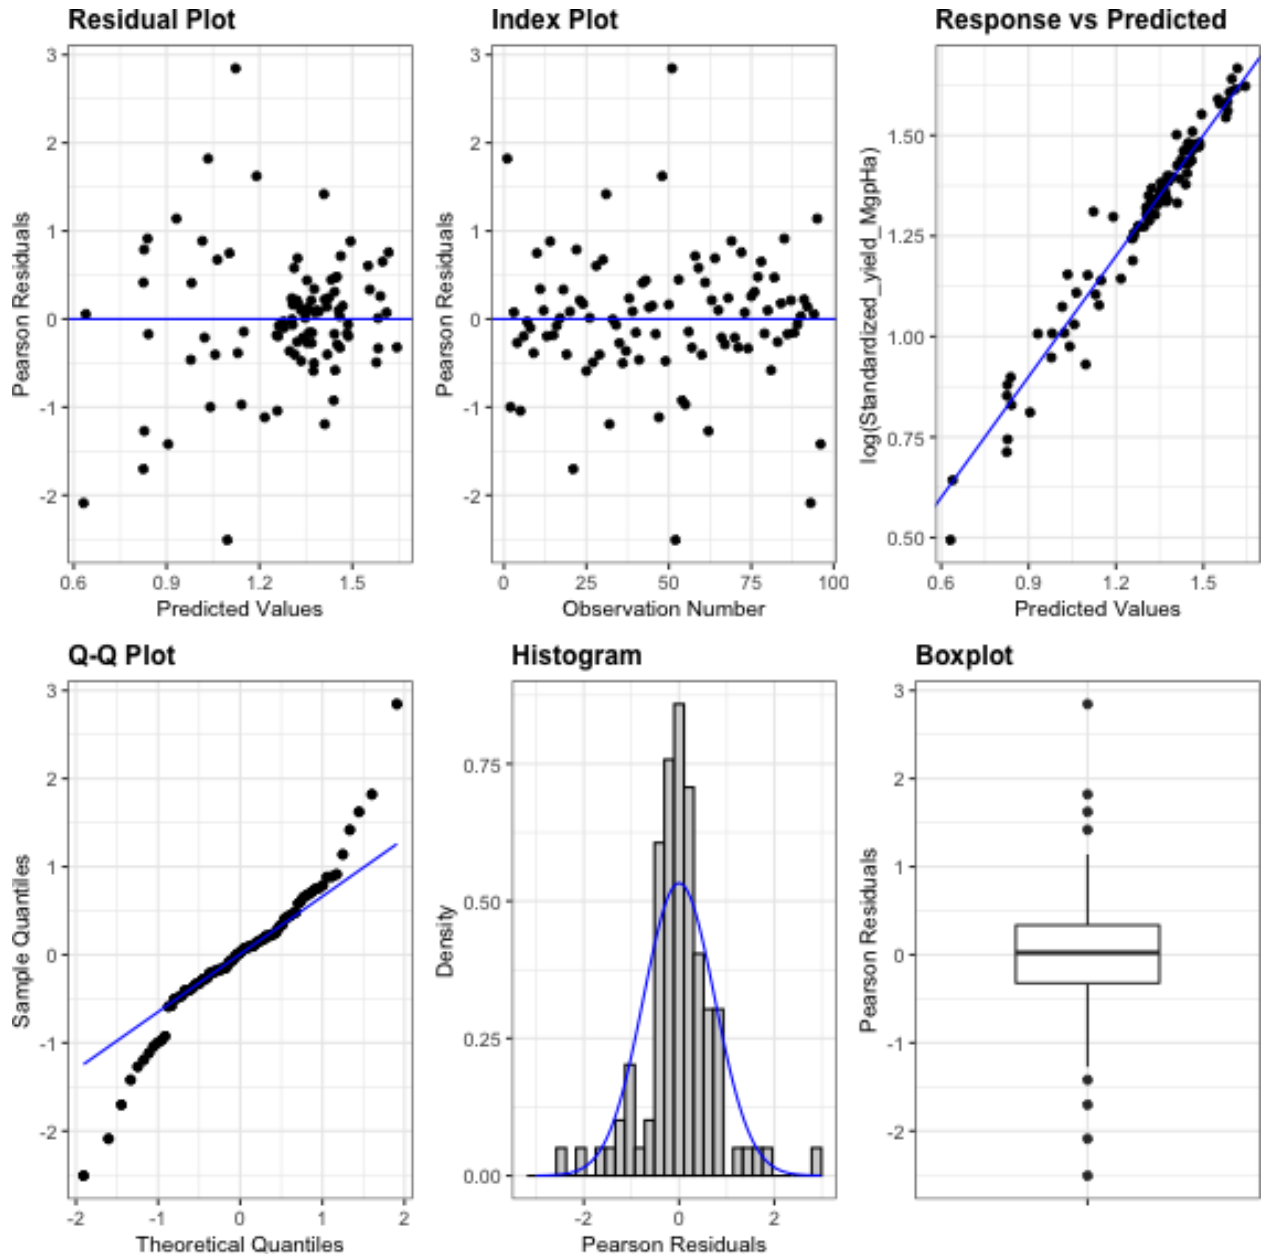 Residual Plot
3
2
1
0
-1
-2
0.6 0.9 1.2 1.5
Predicted Values
Pearson Residuals
Index Plot
3
2
1
0
-1
-2
0 25 50 75 100
Observation Number
Pearson Residuals
Response vs Predicted
1.50
1.25
1.00
0.75
0.50
0.6 0.9 1.2 1.5
Predicted Values
log(Standardized_yield_MgpHa)
Q-Q Plot
3
2
1
0
-1
-2
-2 -1 0 1 2
Theoretical Quantiles
Sample Quantiles
Histogram
0.75
0.50
0.25
0.00
-2 0 2
Pearson Residuals
Density
Boxplot
3
2
1
0
-1
-2
Pearson Residuals